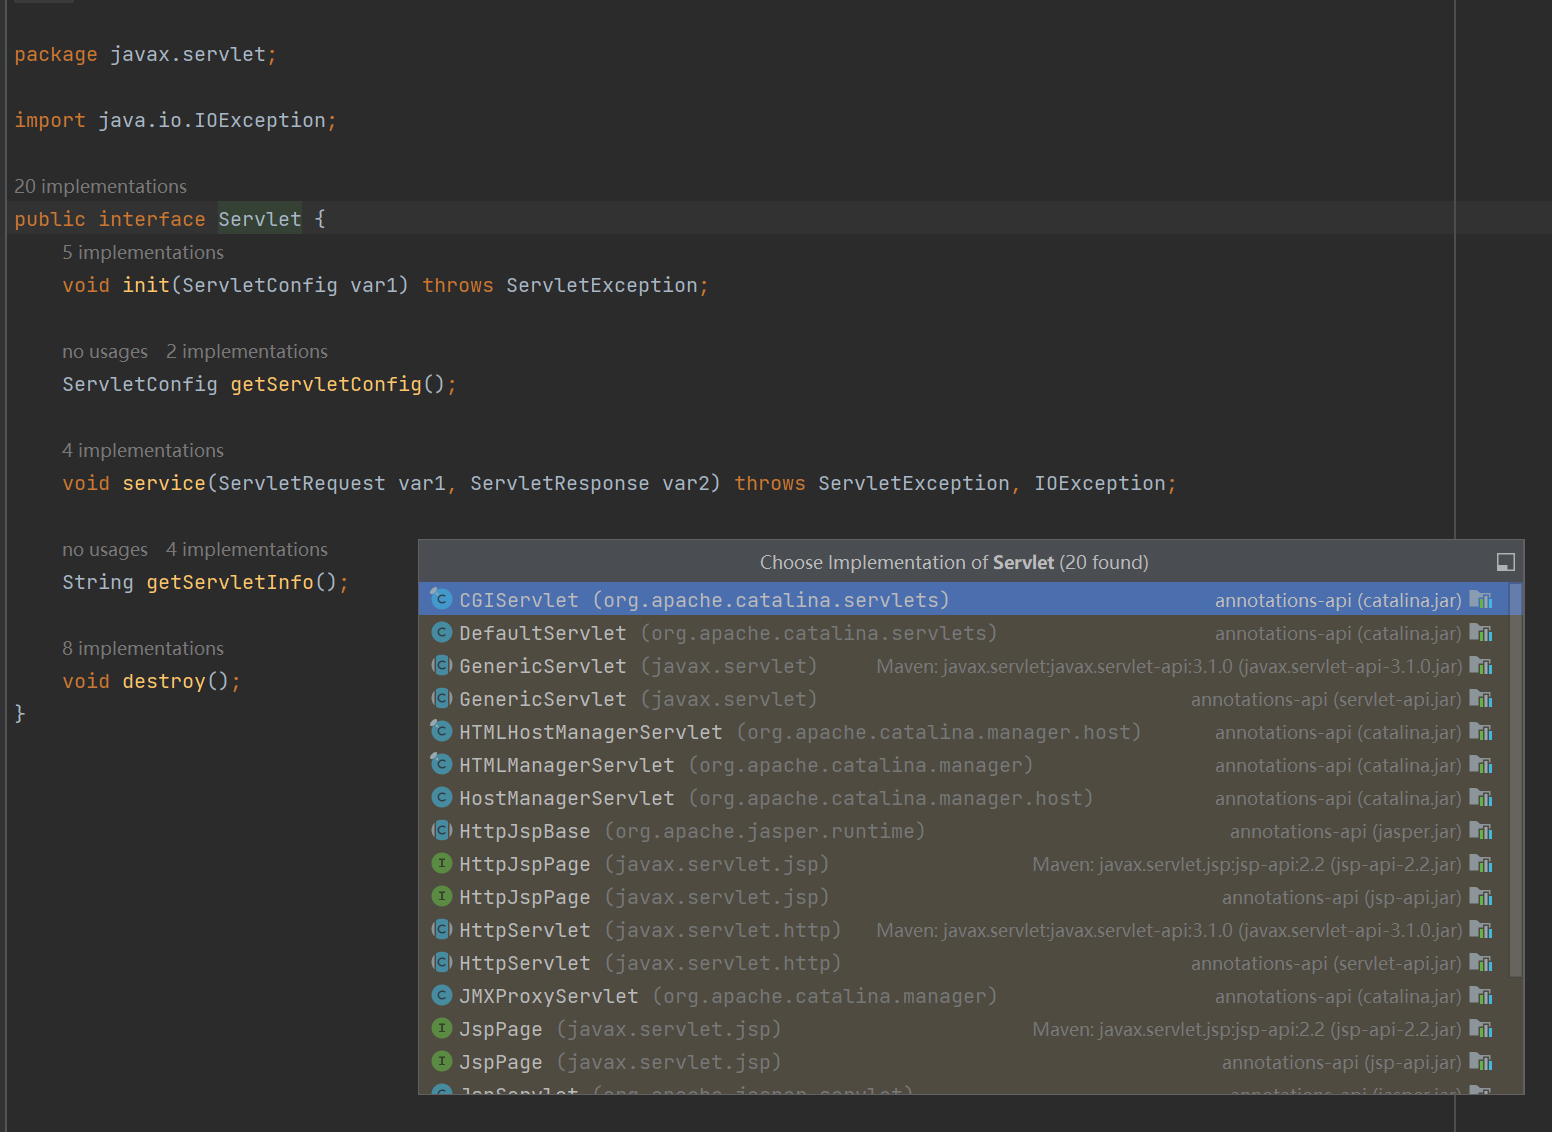 package javax.servlet;
import java.io.IOException;
20 implementations
public interface Servlet {
5 implementations
void init(ServletConfig var1) throws ServletException;
no usages 2 implementations
ServletConfig getServletConfig();
4 implementations
void service(ServletRequest var1, ServletResponse var2) throws ServletException, IOException;
no usages 4 implementations
String getServletInfo();
8 implementations
void destroy();
}
Choose Implementation of Servlet (20 found)
CGIServlet (org.apache.catalina.servlets) annotations-api (catalina.jar)
DefaultServlet (org.apache.catalina.servlets) annotations-api (catalina.jar)
GenericServlet (javax.servlet) Maven: javax.servlet:javax.servlet-api:3.1.0 (javax.servlet-api-3.1.0.jar)
GenericServlet (javax.servlet) annotations-api (servlet-api.jar)
HTMLHostManagerServlet (org.apache.catalina.manager.host) annotations-api (catalina.jar)
HTMLManagerServlet (org.apache.catalina.manager) annotations-api (catalina.jar)
HostManagerServlet (org.apache.catalina.manager.host) annotations-api (catalina.jar)
HttpJspBase (org.apache.jasper.runtime) annotations-api (jasper.jar)
HttpJspPage (javax.servlet.jsp) Maven: javax.servlet.jsp:jsp-api:2.2 (jsp-api-2.2.jar)
HttpJspPage (javax.servlet.jsp) annotations-api (jsp-api.jar)
HttpServlet (javax.servlet.http) Maven: javax.servlet:javax.servlet-api:3.1.0 (javax.servlet-api-3.1.0.jar)
HttpServlet (javax.servlet.http) annotations-api (servlet-api.jar)
JMXProxyServlet (org.apache.catalina.manager) annotations-api (catalina.jar)
JspPage (javax.servlet.jsp) Maven: javax.servlet.jsp:jsp-api:2.2 (jsp-api-2.2.jar)
JspPage (javax.servlet.jsp) annotations-api (jsp-api.jar)
JspServlet (org.apache.jasper.servlet) annotations-api (jasper.jar)